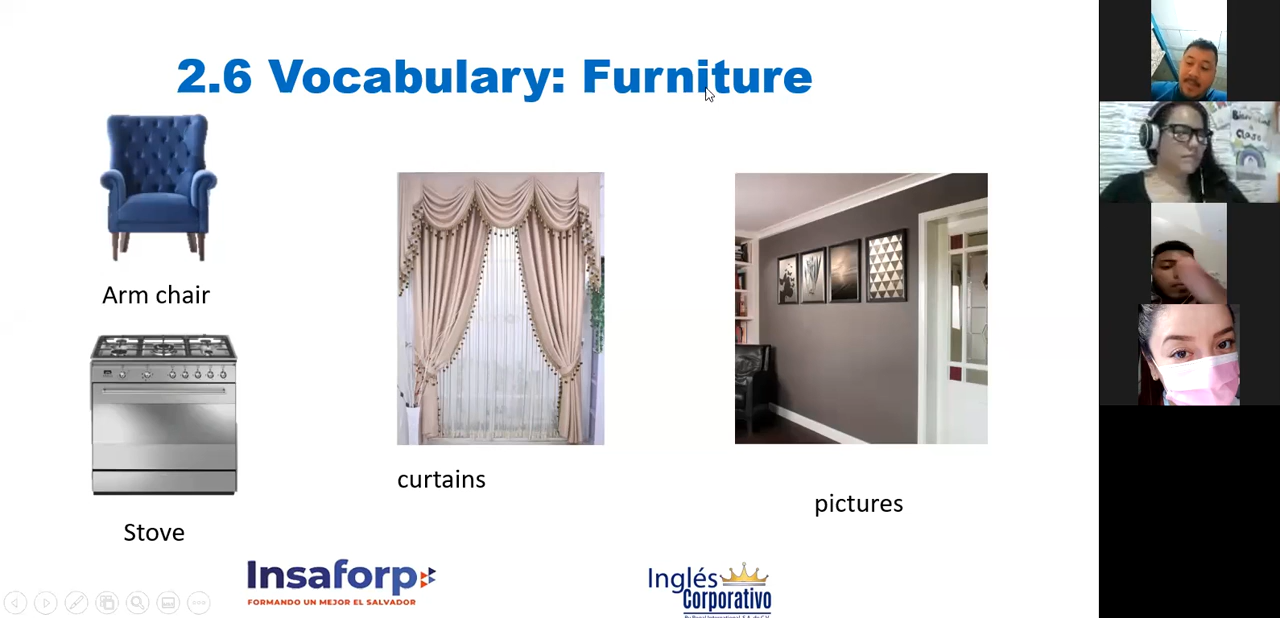 2.6 Vocabulary: Furniture
Arm chair
curtains
pictures
Stove
Insaforp
FORMANDO UN MEJOR EL SALVADOR
Inglés
Corporativo